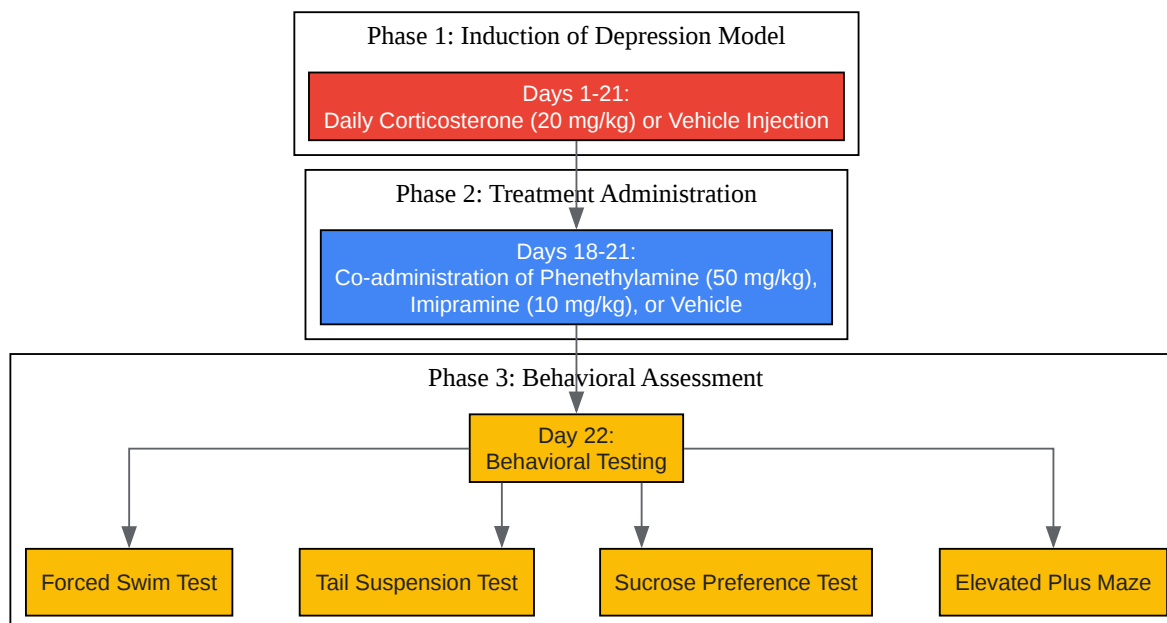 Phase 1: Induction of Depression Model
Days 1-21:
Daily Corticosterone (20 mg/kg) or Vehicle Injection
Phase 2: Treatment Administration
Days 18-21:
Co-administration of Phenethylamine (50 mg/kg),
Imipramine (10 mg/kg), or Vehicle
Phase 3: Behavioral Assessment
Day 22:
Behavioral Testing
Forced Swim Test
Tail Suspension Test
Sucrose Preference Test
Elevated Plus Maze